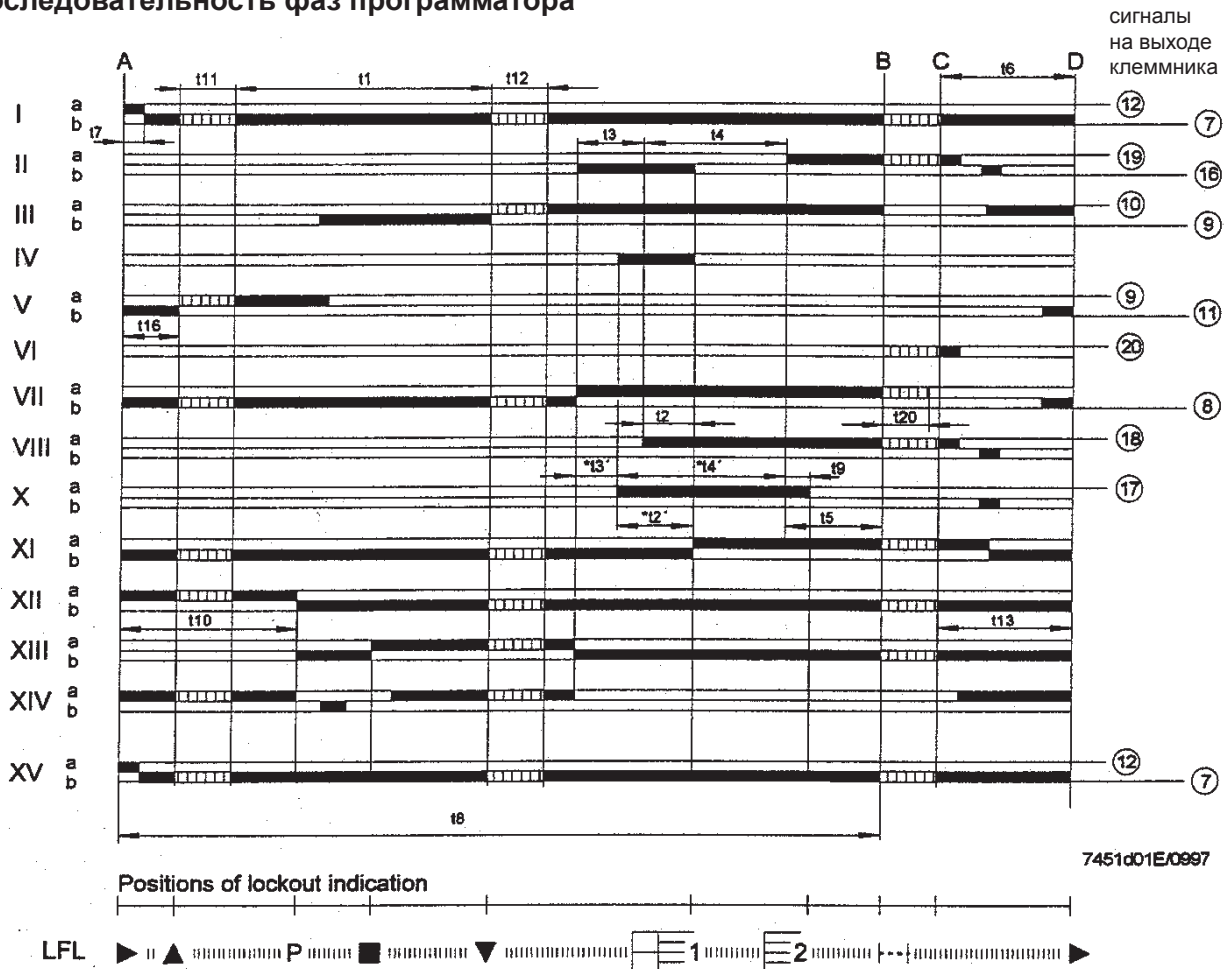 последовательность фаз программатора
сигналы
на выходе
клеммника
A B C D
t11 t1 t12 t6
I a b 12 7
t7
t3 t4
II a b 19 16
III a b 10 9
IV
V a b 9 11
t16
VI 20
VII a b 8
t2 t20
VIII a b 18
*t3´ *t4´ t9
X a b 17
*t2´ t5
XI a b
XII a b
t10 t13
XIII a b
XIV a b
XV a b 12 7
t8
7451d01E/0997
Positions of lockout indication
LFL P 1 2